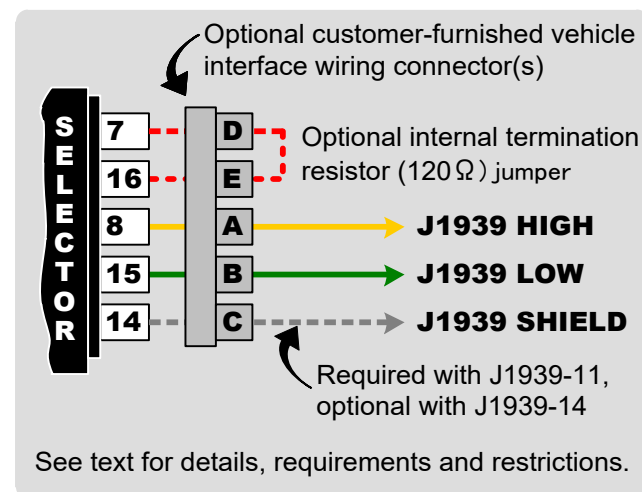 Optional customer-furnished vehicle
interface wiring connector(s)
SELECTOR
7
D
16
E
Optional internal termination
resistor (120Ω) jumper
8
A
J1939 HIGH
15
B
J1939 LOW
14
C
J1939 SHIELD
Required with J1939-11,
optional with J1939-14
See text for details, requirements and restrictions.